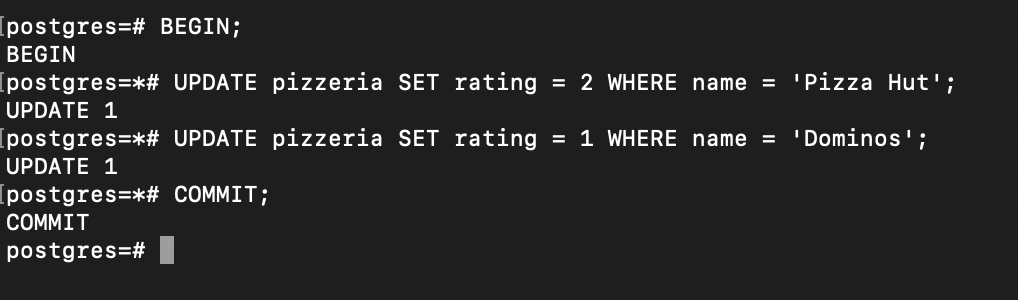 postgres=# BEGIN;
BEGIN
postgres=*# UPDATE pizzeria SET rating = 2 WHERE name = 'Pizza Hut';
UPDATE 1
postgres=*# UPDATE pizzeria SET rating = 1 WHERE name = 'Dominos';
UPDATE 1
postgres=*# COMMIT;
COMMIT
postgres=#